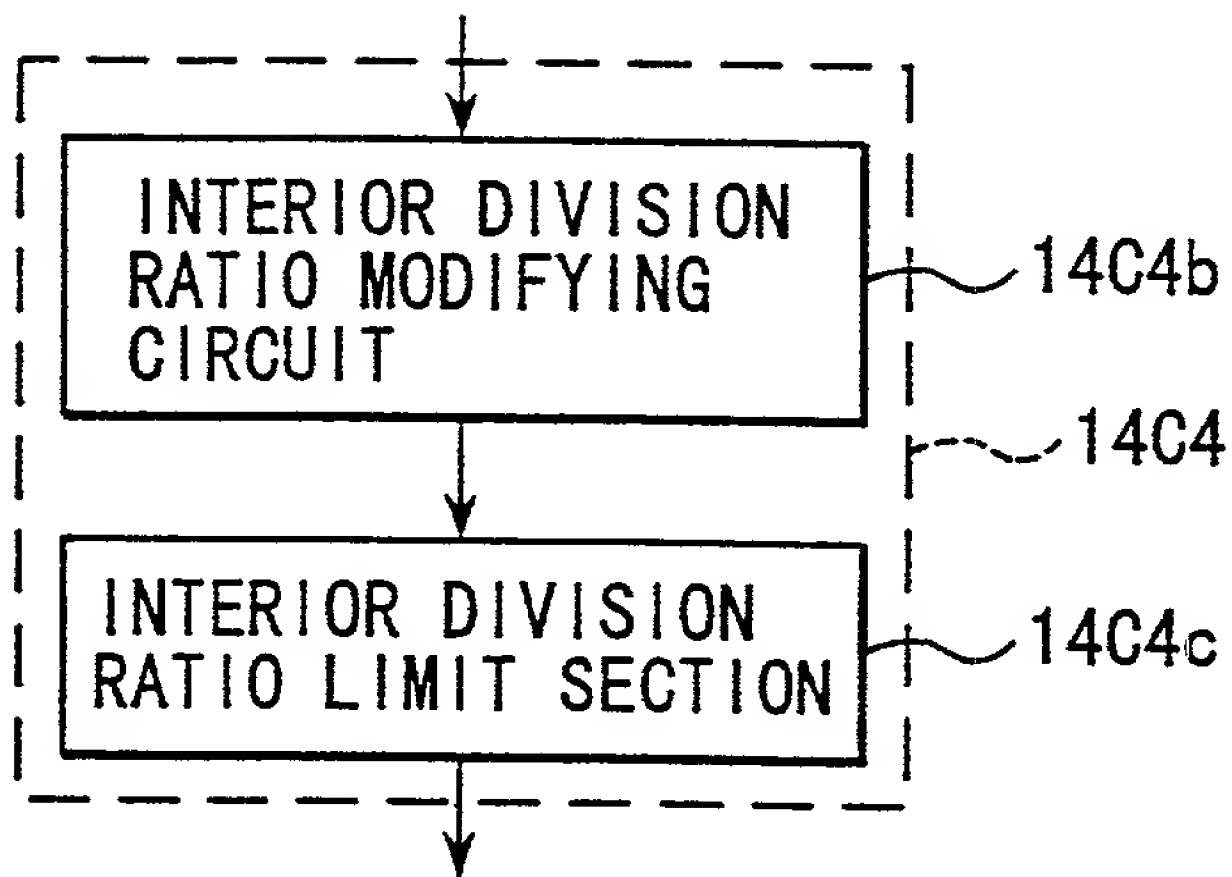 INTERIOR DIVISION
RATIO MODIFYING
CIRCUIT
14C4b
14C4
INTERIOR DIVISION
RATIO LIMIT SECTION
14C4c